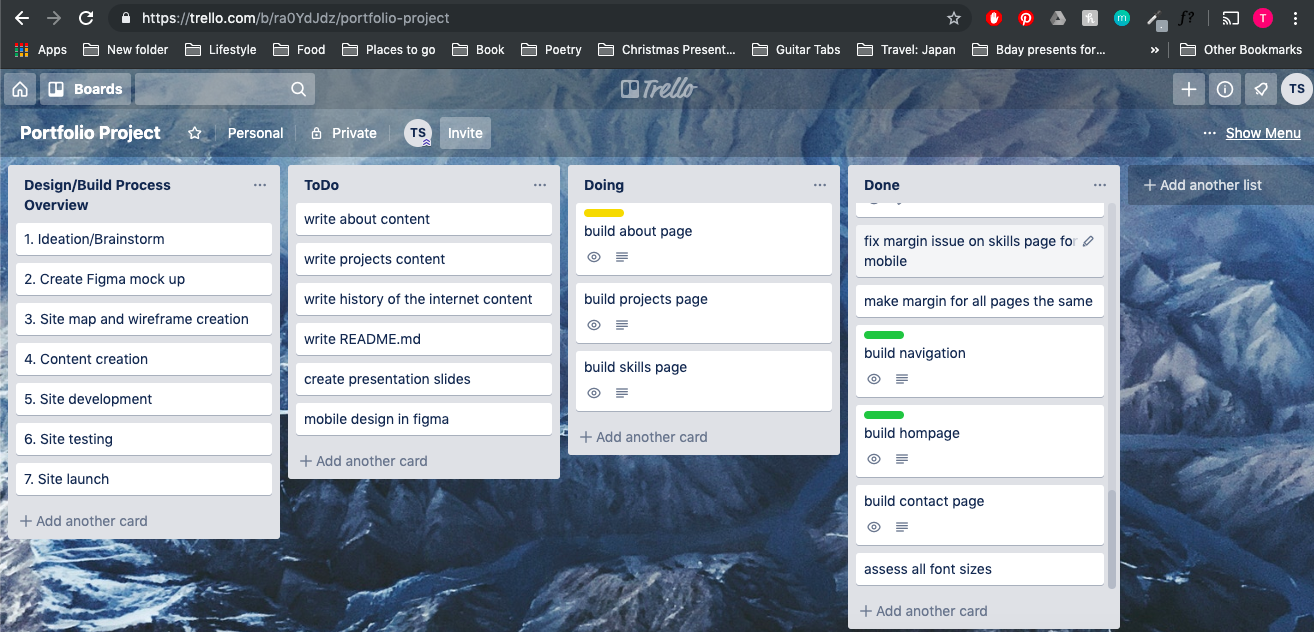 https://trello.com/b/ra0YdJdz/portfolio-project
f?
T
Apps
New folder
Lifestyle
Food
Places to go
Book
Poetry
Christmas Present...
Guitar Tabs
Travel: Japan
Bday presents for...
»
Other Bookmarks
Boards
Trello
TS
Portfolio Project
Personal
Private
TS
Invite
... Show Menu
Design/Build Process
Overview
1. Ideation/Brainstorm
2. Create Figma mock up
3. Site map and wireframe creation
4. Content creation
5. Site development
6. Site testing
7. Site launch
+ Add another card
ToDo
write about content
write projects content
write history of the internet content
write README.md
create presentation slides
mobile design in figma
+ Add another card
Doing
build about page
build projects page
build skills page
+ Add another card
Done
fix margin issue on skills page for
mobile
make margin for all pages the same
build navigation
build hompage
build contact page
assess all font sizes
+ Add another card
+ Add another list